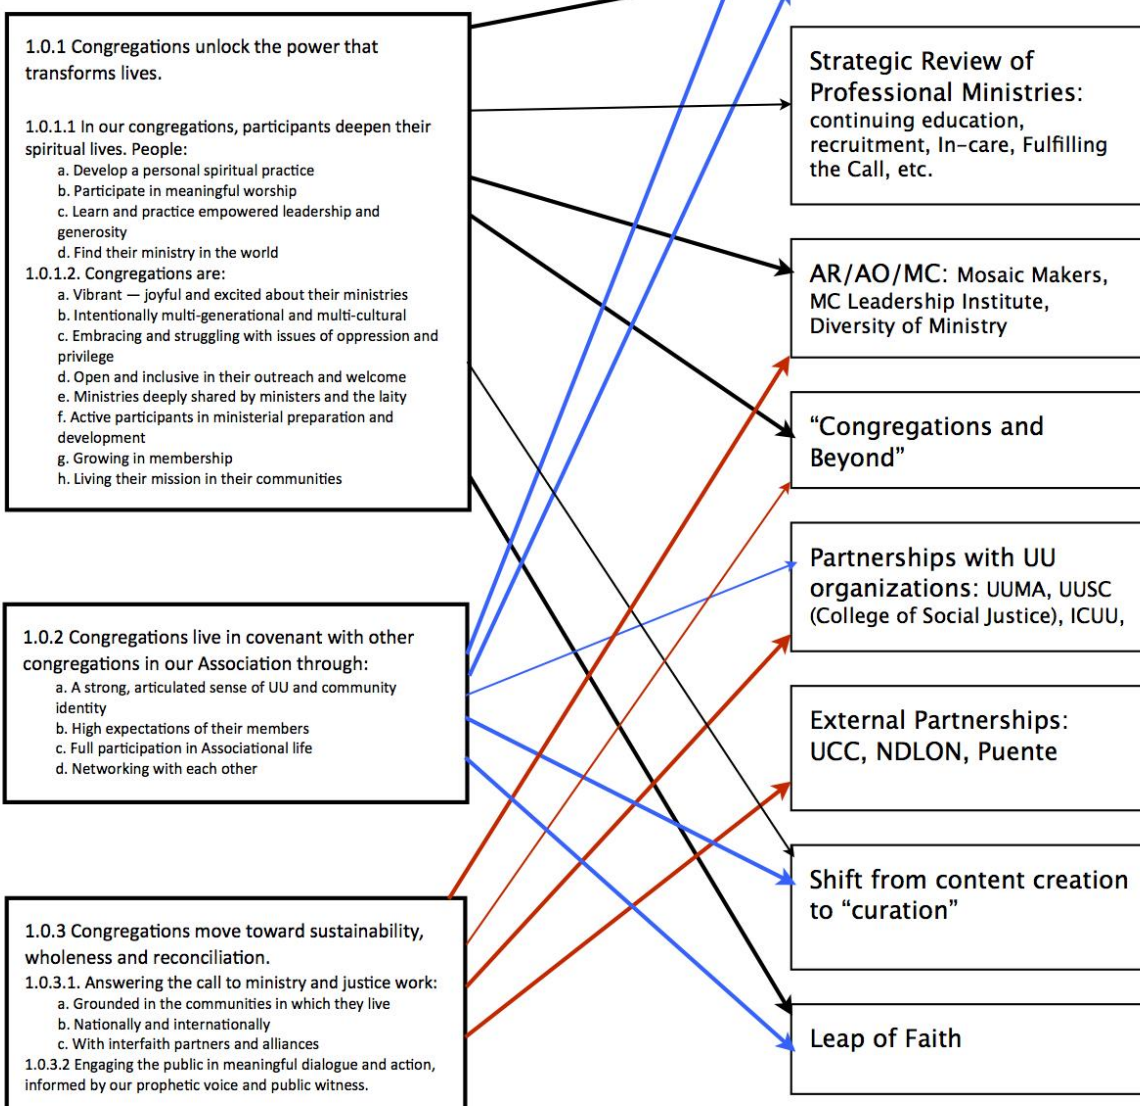 1.0.1 Congregations unlock the power that
transforms lives.
1.0.1.1 In our congregations, participants deepen their
spiritual lives. People:
a. Develop a personal spiritual practice
b. Participate in meaningful worship
c. Learn and practice empowered leadership and
generosity
d. Find their ministry in the world
1.0.1.2. Congregations are:
a. Vibrant — joyful and excited about their ministries
b. Intentionally multi-generational and multi-cultural
c. Embracing and struggling with issues of oppression and
privilege
d. Open and inclusive in their outreach and welcome
e. Ministries deeply shared by ministers and the laity
f. Active participants in ministerial preparation and
development
g. Growing in membership
h. Living their mission in their communities
1.0.2 Congregations live in covenant with other
congregations in our Association through:
a. A strong, articulated sense of UU and community
identity
b. High expectations of their members
c. Full participation in Associational life
d. Networking with each other
1.0.3 Congregations move toward sustainability,
wholeness and reconciliation.
1.0.3.1. Answering the call to ministry and justice work:
a. Grounded in the communities in which they live
b. Nationally and internationally
c. With interfaith partners and alliances
1.0.3.2 Engaging the public in meaningful dialogue and action,
informed by our prophetic voice and public witness.
Strategic Review of
Professional Ministries:
continuing education,
recruitment, In-care, Fulfilling
the Call, etc.
AR/AO/MC: Mosaic Makers,
MC Leadership Institute,
Diversity of Ministry
“Congregations and
Beyond”
Partnerships with UU
organizations: UUMA, UUSC
(College of Social Justice), ICUU,
External Partnerships:
UCC, NDLON, Puente
Shift from content creation
to “curation”
Leap of Faith